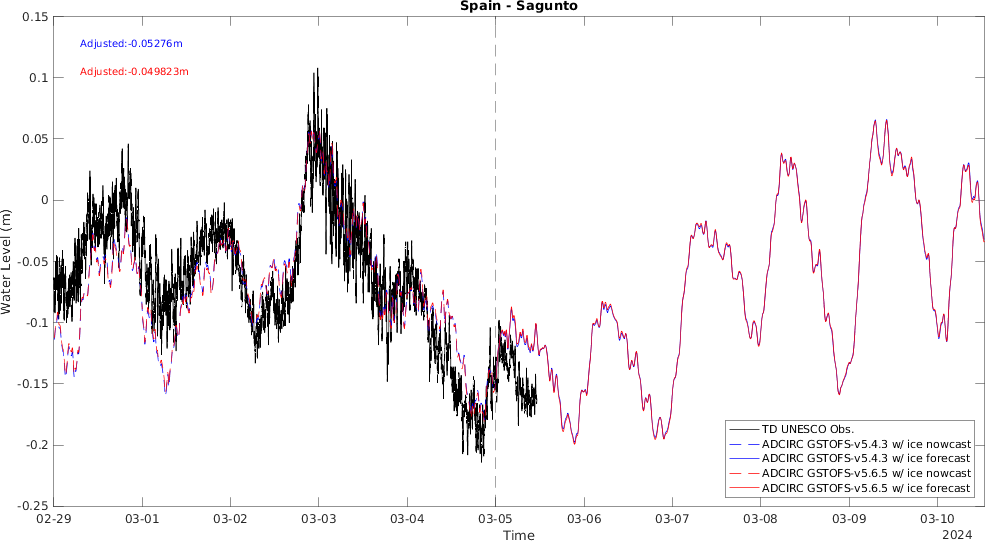 Spain - Sagunto
Adjusted:-0.05276m
Adjusted:-0.049823m
Water Level (m)
0.15
0.1
0.05
0
-0.05
-0.1
-0.15
-0.2
-0.25
TD UNESCO Obs.
ADCIRC GSTOFS-v5.4.3 w/ ice nowcast
ADCIRC GSTOFS-v5.4.3 w/ ice forecast
ADCIRC GSTOFS-v5.6.5 w/ ice nowcast
ADCIRC GSTOFS-v5.6.5 w/ ice forecast
02-29 03-01 03-02 03-03 03-04 03-05 03-06 03-07 03-08 03-09 03-10
Time
2024